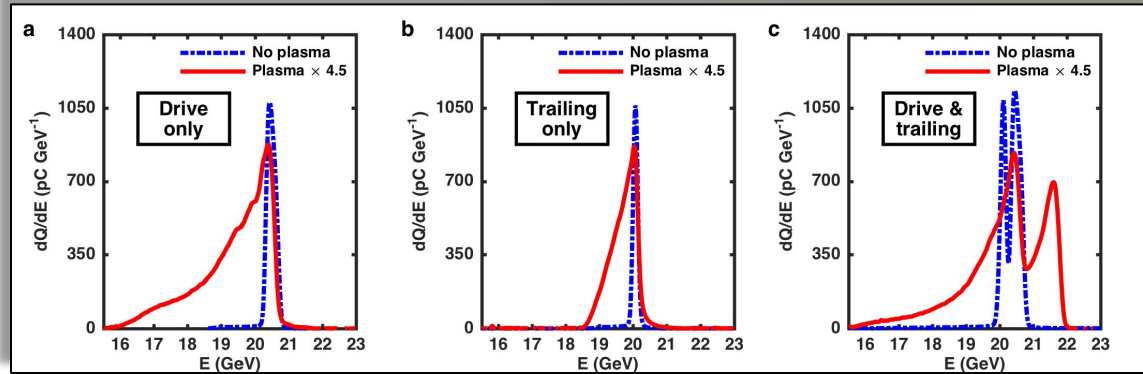 a
1400
1050
700
350
0
dQ/dE (pC GeV⁻¹)
No plasma
Plasma × 4.5
Drive
only
16 17 18 19 20 21 22 23
E (GeV)
b
1400
1050
700
350
0
dQ/dE (pC GeV⁻¹)
No plasma
Plasma × 4.5
Trailing
only
16 17 18 19 20 21 22 23
E (GeV)
c
1400
1050
700
350
0
dQ/dE (pC GeV⁻¹)
No plasma
Plasma × 4.5
Drive &
trailing
16 17 18 19 20 21 22 23
E (GeV)